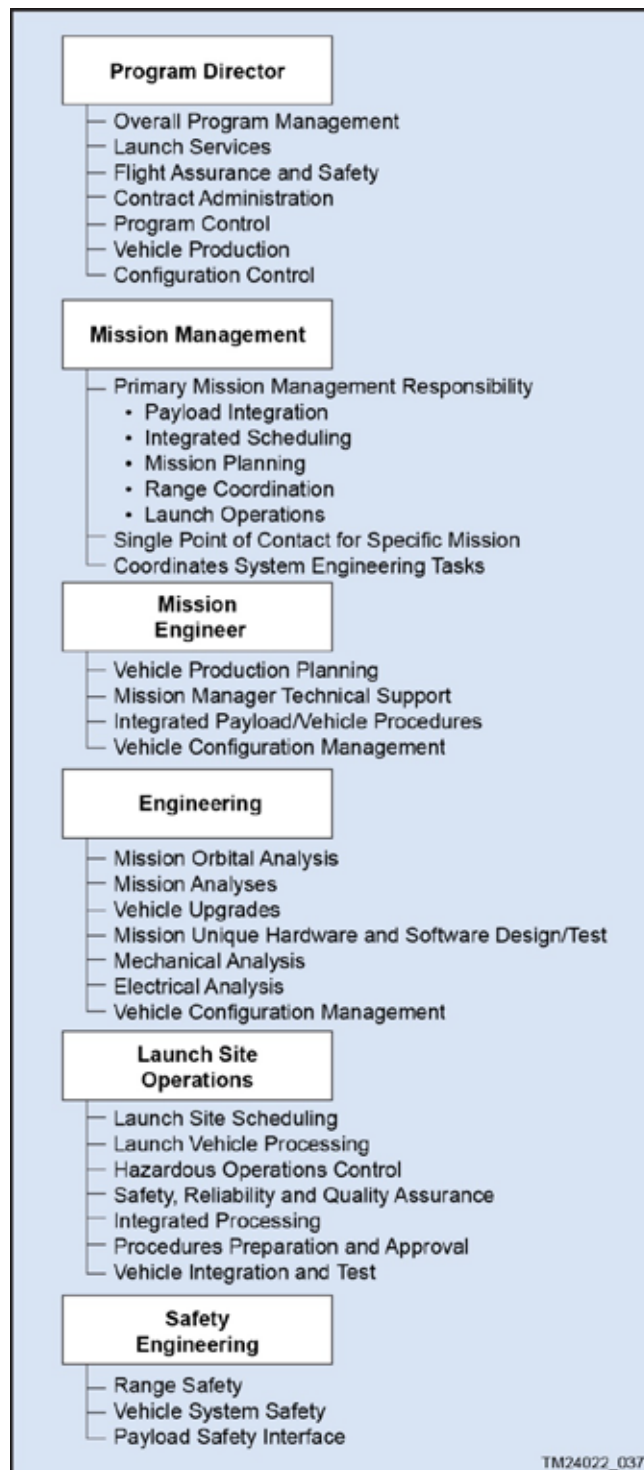 Program Director
Overall Program Management
Launch Services
Flight Assurance and Safety
Contract Administration
Program Control
Vehicle Production
Configuration Control
Mission Management
Primary Mission Management Responsibility
• Payload Integration
• Integrated Scheduling
• Mission Planning
• Range Coordination
• Launch Operations
Single Point of Contact for Specific Mission
Coordinates System Engineering Tasks
Mission
Engineer
Vehicle Production Planning
Mission Manager Technical Support
Integrated Payload/Vehicle Procedures
Vehicle Configuration Management
Engineering
Mission Orbital Analysis
Mission Analyses
Vehicle Upgrades
Mission Unique Hardware and Software Design/Test
Mechanical Analysis
Electrical Analysis
Vehicle Configuration Management
Launch Site
Operations
Launch Site Scheduling
Launch Vehicle Processing
Hazardous Operations Control
Safety, Reliability and Quality Assurance
Integrated Processing
Procedures Preparation and Approval
Vehicle Integration and Test
Safety
Engineering
Range Safety
Vehicle System Safety
Payload Safety Interface
TM24022_037